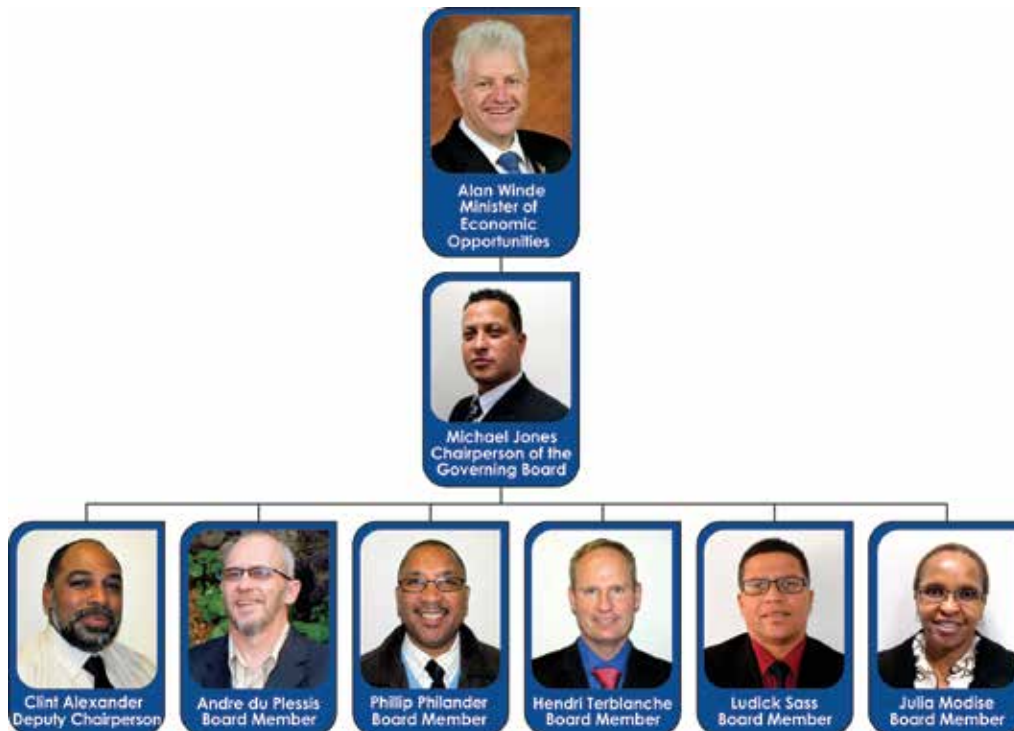 Alan Winde
Minister of
Economic
Opportunities
Michael Jones
Chairperson of the
Governing Board
Clint Alexander
Deputy Chairperson
Andre du Plessis
Board Member
Phillip Philander
Board Member
Hendri Terblanche
Board Member
Ludick Sass
Board Member
Julia Modise
Board Member